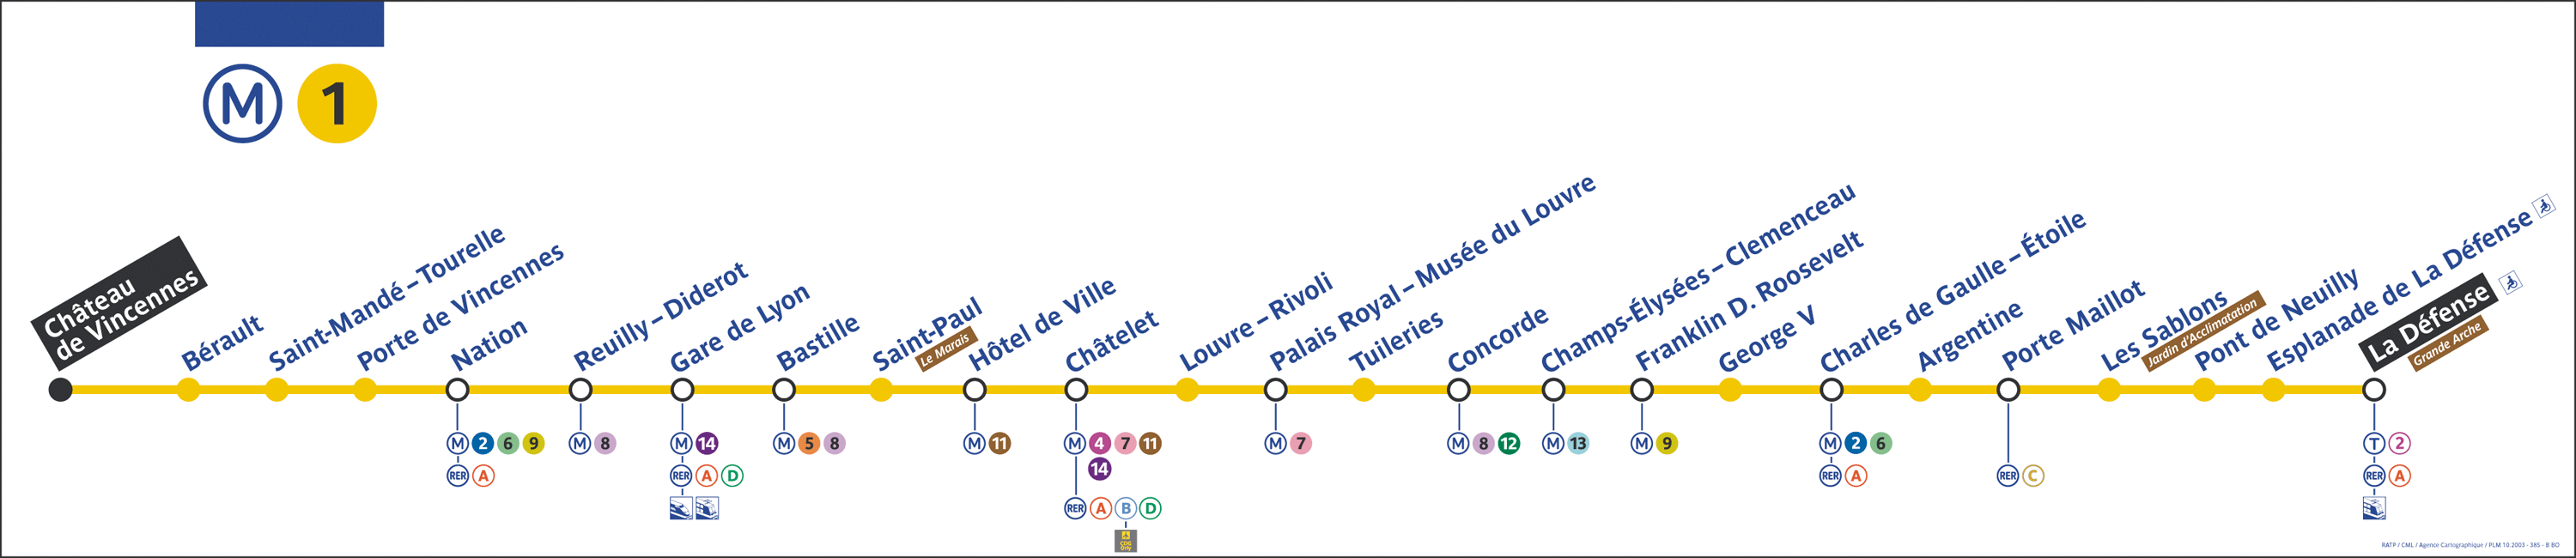 M 1
Château
de Vincennes
Bérault
Saint-Mandé – Tourelle
Porte de Vincennes
Nation
Reuilly – Diderot
Gare de Lyon
Bastille
Saint-Paul
Le Marais
Hôtel de Ville
Châtelet
Louvre – Rivoli
Palais Royal – Musée du Louvre
Tuileries
Concorde
Champs-Élysées – Clemenceau
Franklin D. Roosevelt
George V
Charles de Gaulle – Étoile
Argentine
Porte Maillot
Les Sablons
Jardin d'Acclimatation
Pont de Neuilly
Esplanade de La Défense
La Défense
Grande Arche
M 2 6 9
RER A
M 8
M 14
RER A D
M 5 8
M 11
M 4 7 11
14
RER A B D
CDG
Orly
M 7
M 8 12
M 13
M 9
M 2 6
RER A
RER C
T 2
RER A
RATP / CML / Agence Cartographique / PLM 10.2003 - 385 - B BO